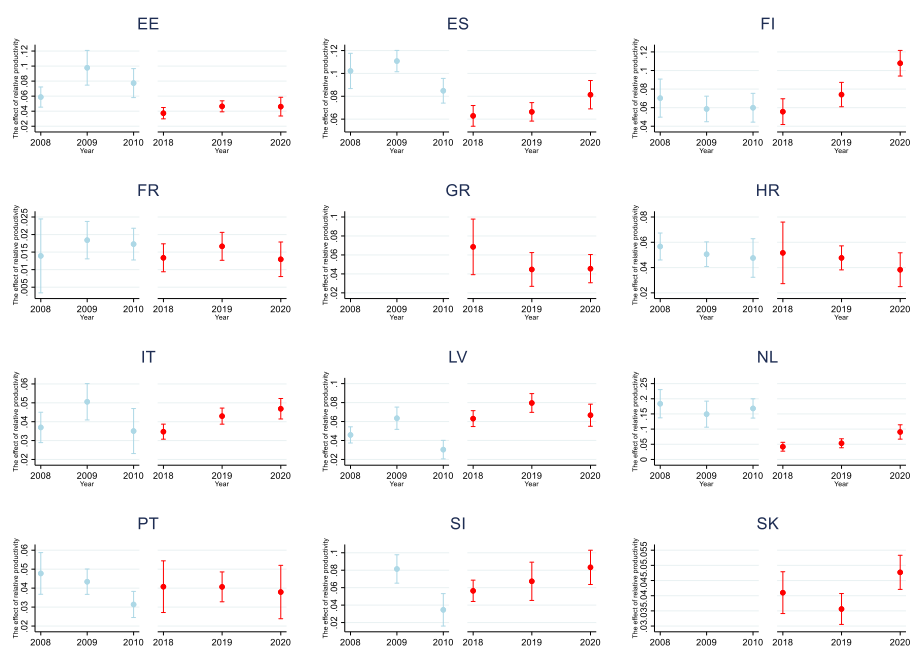 EE
The effect of relative productivity
.02 .04 .06 .08 .1 .12
2008 2009 2010 2018 2019 2020
Year Year
ES
The effect of relative productivity
.06 .08 .1 .12
2008 2009 2010 2018 2019 2020
Year Year
FI
The effect of relative productivity
.04 .06 .08 .1 .12
2008 2009 2010 2018 2019 2020
Year Year
FR
The effect of relative productivity
.005 .01 .015 .02 .025
2008 2009 2010 2018 2019 2020
Year Year
GR
The effect of relative productivity
.02 .04 .06 .08 .1
2018 2019 2020
Year
HR
The effect of relative productivity
.02 .04 .06 .08
2008 2009 2010 2018 2019 2020
Year Year
IT
The effect of relative productivity
.02 .03 .04 .05 .06
2008 2009 2010 2018 2019 2020
Year Year
LV
The effect of relative productivity
.02 .04 .06 .08 .1
2008 2009 2010 2018 2019 2020
Year Year
NL
The effect of relative productivity
0 .05 .1 .15 .2 .25
2008 2009 2010 2018 2019 2020
Year Year
PT
The effect of relative productivity
.02 .03 .04 .05 .06
2008 2009 2010 2018 2019 2020
Year Year
SI
The effect of relative productivity
.02 .04 .06 .08 .1
2009 2010 2018 2019 2020
Year Year
SK
The effect of relative productivity
.03 .035 .04 .045 .05 .055
2018 2019 2020
Year